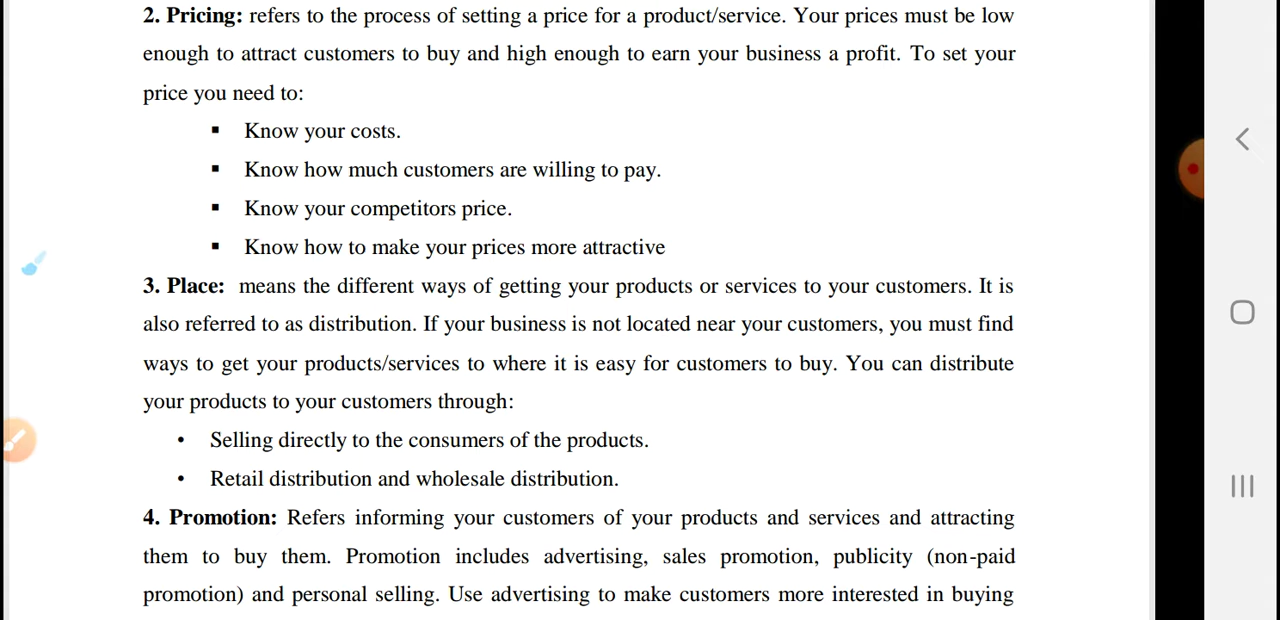 2. Pricing: refers to the process of setting a price for a product/service. Your prices must be low
enough to attract customers to buy and high enough to earn your business a profit. To set your
price you need to:
▪ Know your costs.
▪ Know how much customers are willing to pay.
▪ Know your competitors price.
▪ Know how to make your prices more attractive
3. Place: means the different ways of getting your products or services to your customers. It is
also referred to as distribution. If your business is not located near your customers, you must find
ways to get your products/services to where it is easy for customers to buy. You can distribute
your products to your customers through:
• Selling directly to the consumers of the products.
• Retail distribution and wholesale distribution.
4. Promotion: Refers informing your customers of your products and services and attracting
them to buy them. Promotion includes advertising, sales promotion, publicity (non-paid
promotion) and personal selling. Use advertising to make customers more interested in buying